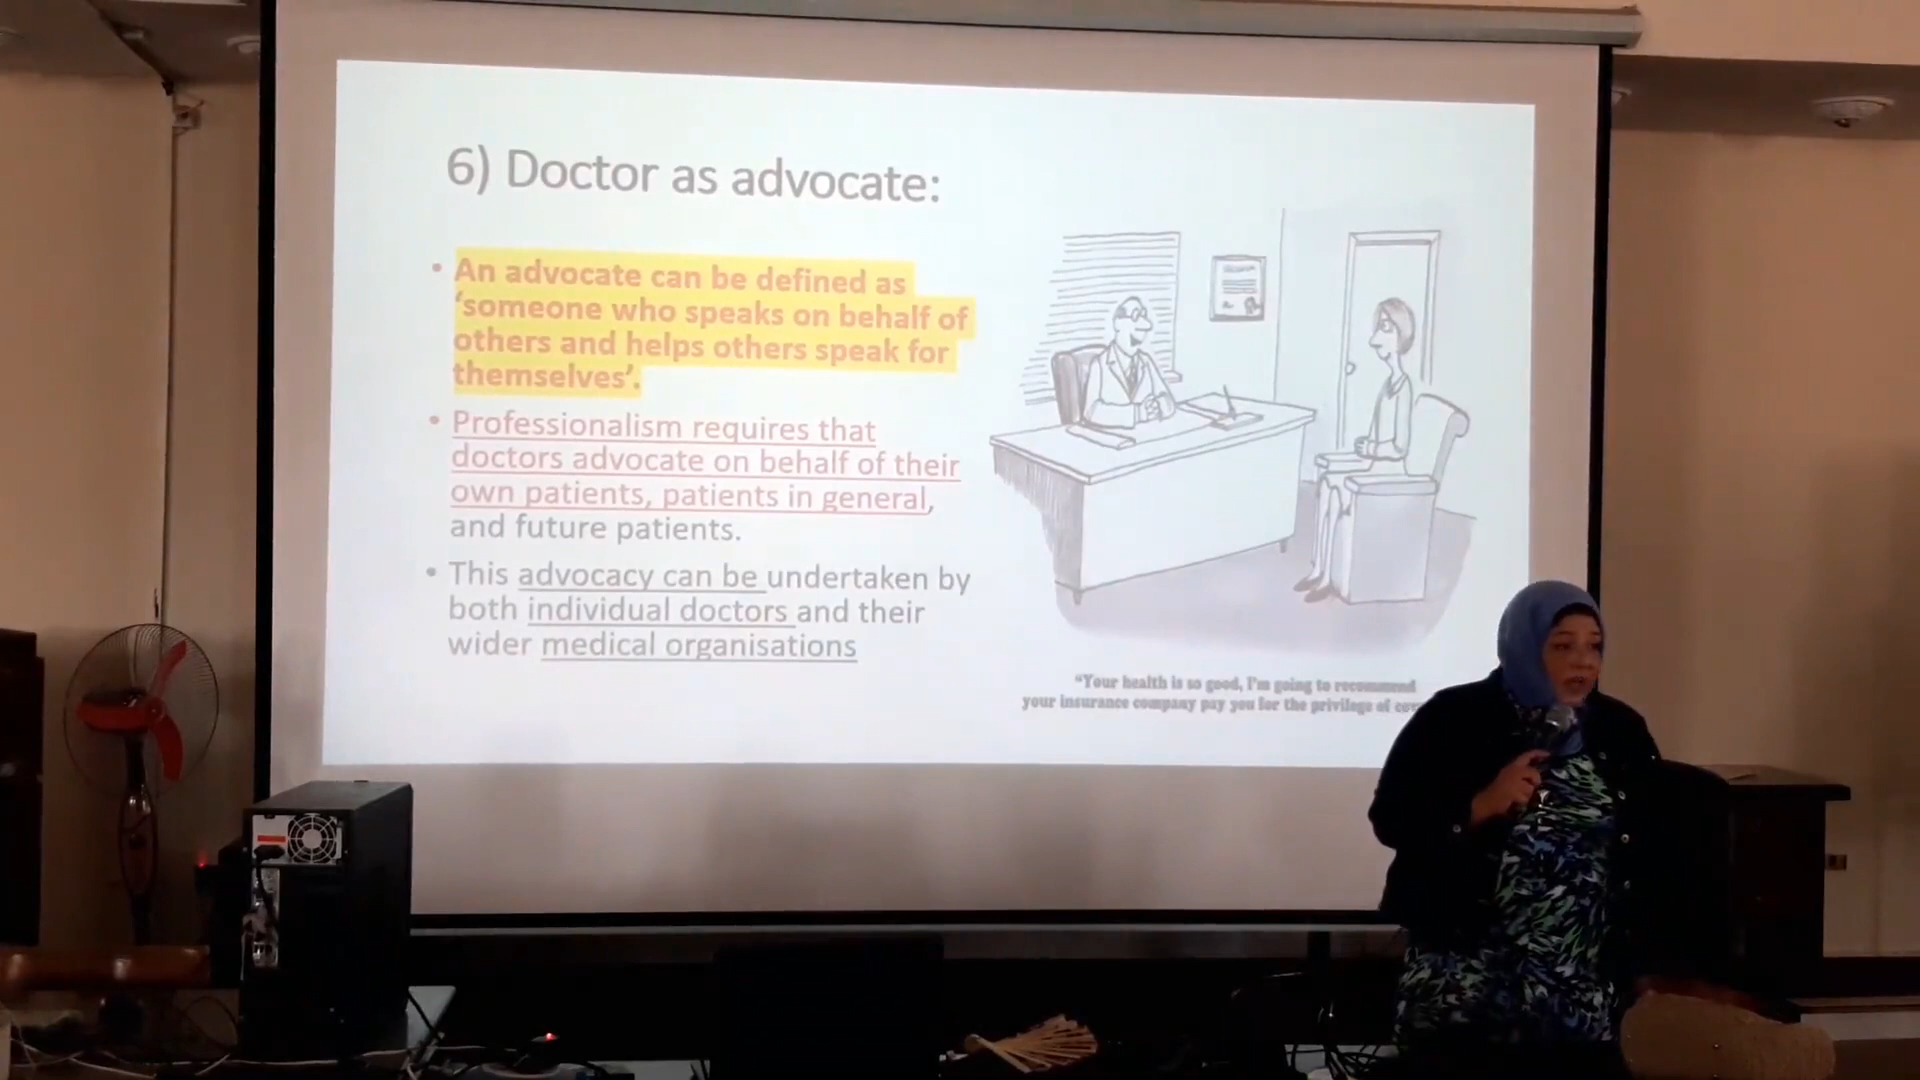 6) Doctor as advocate:
• An advocate can be defined as
‘someone who speaks on behalf of
others and helps others speak for
themselves’.
• Professionalism requires that
doctors advocate on behalf of their
own patients, patients in general,
and future patients.
• This advocacy can be undertaken by
both individual doctors and their
wider medical organisations
“Your health is so good, I’m going to recommend
your insurance company pay you for the privilege of